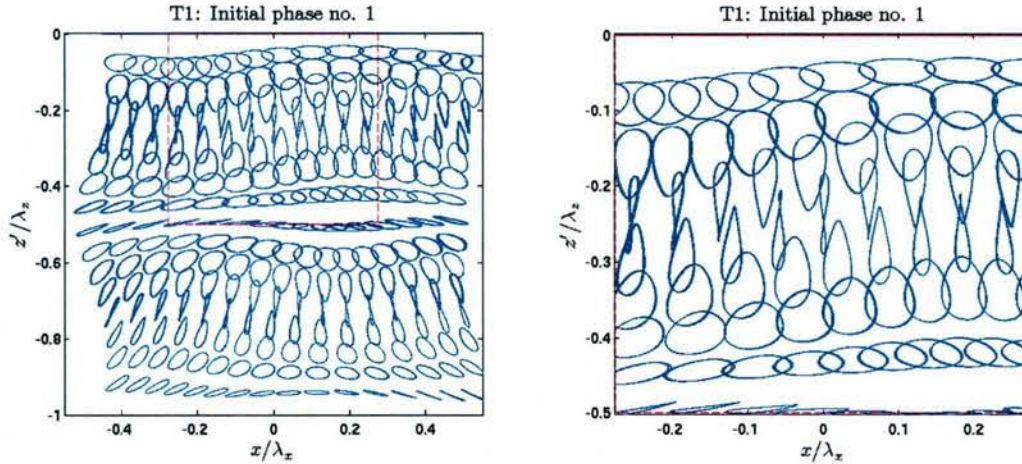 T1: Initial phase no. 1
0
-0.2
-0.4
-0.6
-0.8
-1
z'/λz
-0.4 -0.2 0 0.2 0.4
x/λx
T1: Initial phase no. 1
0
-0.1
-0.2
-0.3
-0.4
-0.5
z'/λz
-0.2 -0.1 0 0.1 0.2
x/λx